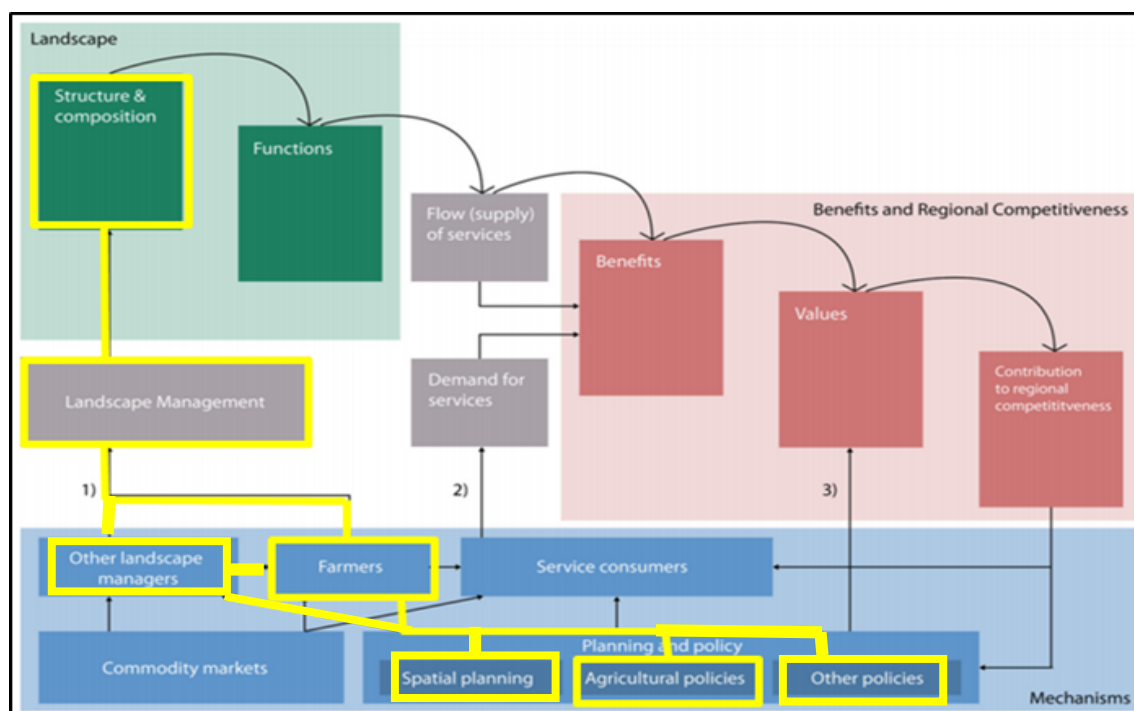 Landscape
Structure &
composition
Functions
Flow (supply)
of services
Benefits and Regional Competitiveness
Benefits
Values
Contribution
to regional
compettitveness
Landscape Management
Demand for
services
1)
2)
3)
Other landscape
managers
Farmers
Service consumers
Commodity markets
Planning and policy
Spatial planning
Agricultural policies
Other policies
Mechanisms